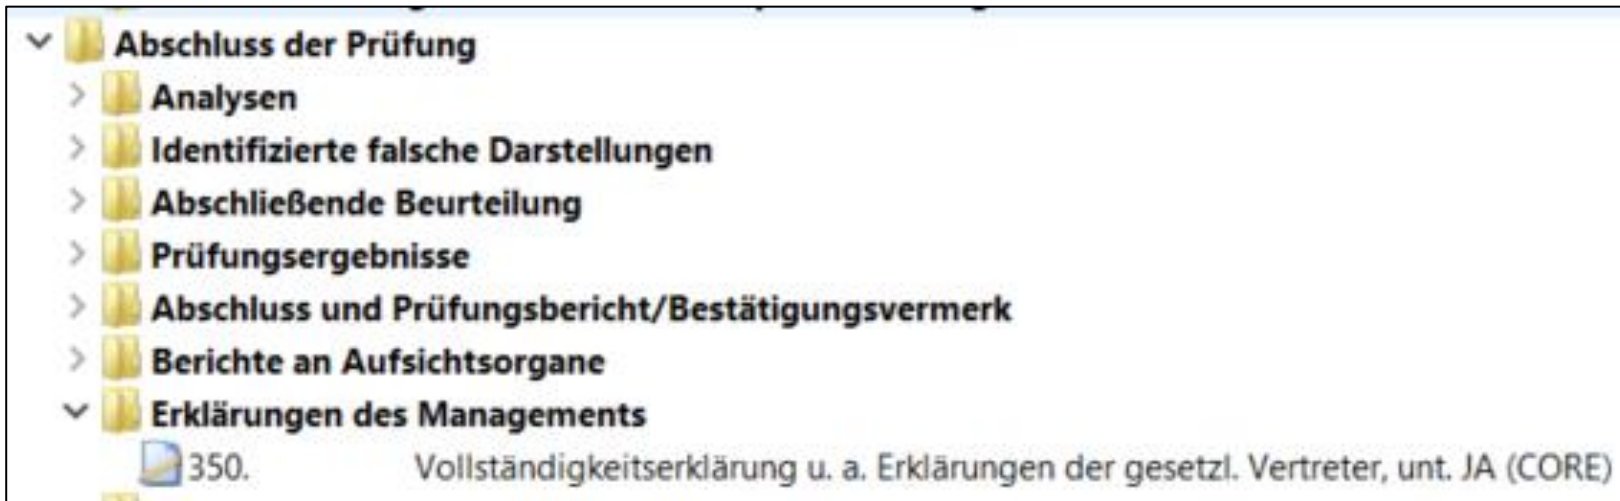 Abschluss der Prüfung
Analysen
Identifizierte falsche Darstellungen
Abschließende Beurteilung
Prüfungsergebnisse
Abschluss und Prüfungsbericht/Bestätigungsvermerk
Berichte an Aufsichtsorgane
Erklärungen des Managements
350. Vollständigkeitserklärung u. a. Erklärungen der gesetzl. Vertreter, unt. JA (CORE)